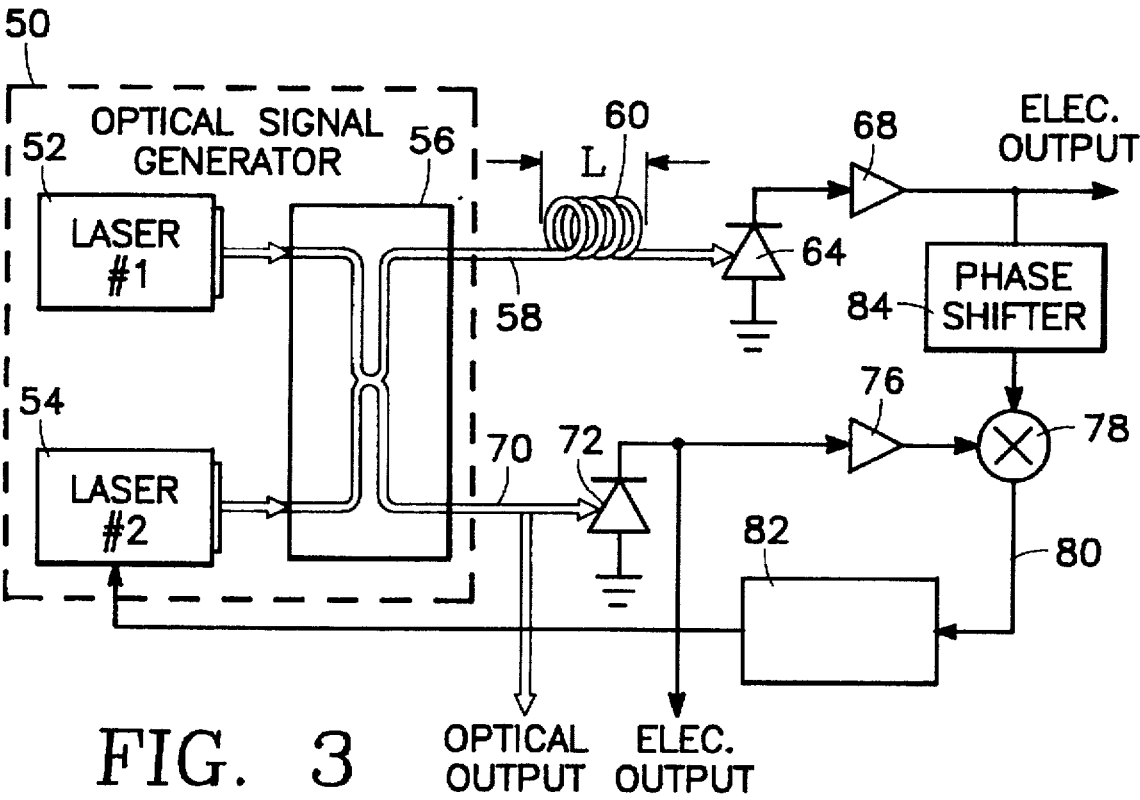 50
OPTICAL SIGNAL
GENERATOR
52
LASER
#1
54
LASER
#2
56
58
L
60
64
68
ELEC.
OUTPUT
PHASE
SHIFTER
84
70
72
76
78
80
82
OPTICAL
OUTPUT
ELEC.
OUTPUT
FIG. 3